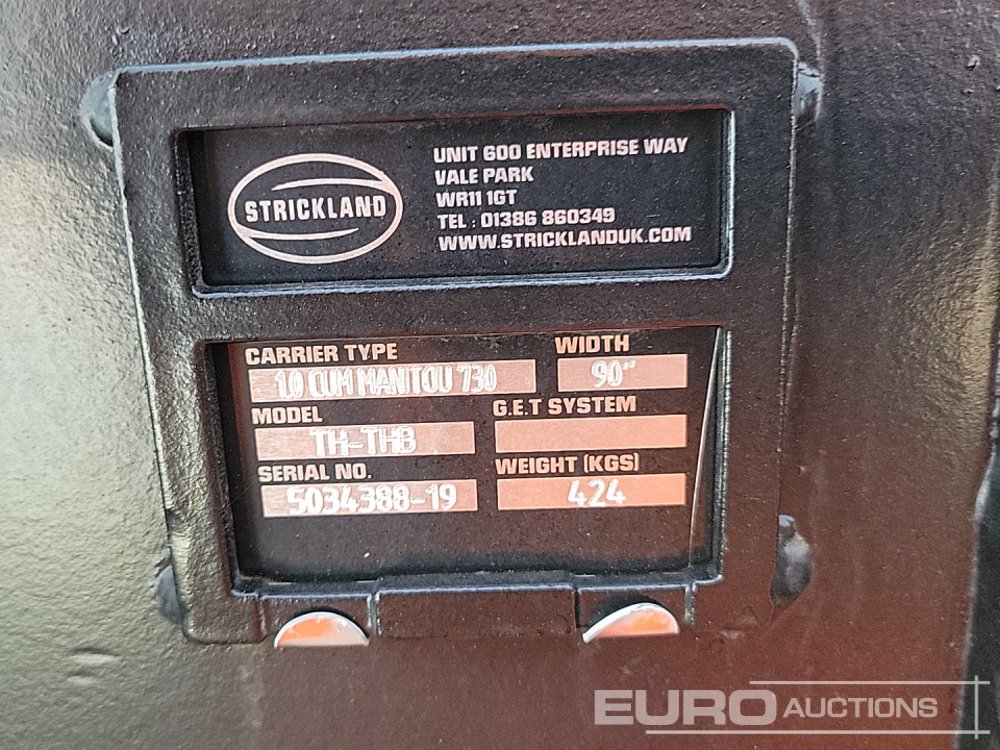 STRICKLAND
UNIT 600 ENTERPRISE WAY
VALE PARK
WR11 1GT
TEL : 01386 860349
WWW.STRICKLANDUK.COM
CARRIER TYPE
1.0 CUM MANITOU 730
WIDTH
90"
MODEL
TH-THB
G.E.T SYSTEM
SERIAL NO.
5034388-19
WEIGHT (KGS)
424
EURO AUCTIONS